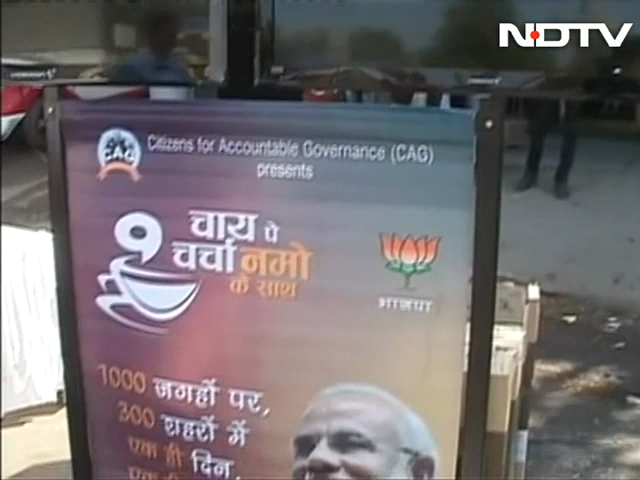 NDTV
CAG
Citizens for Accountable Governance (CAG)
presents
चाय पे
चर्चा नमो
के साथ
भाजपा
1000 जगहों पर,
300 शहरों में
एक ही दिन,